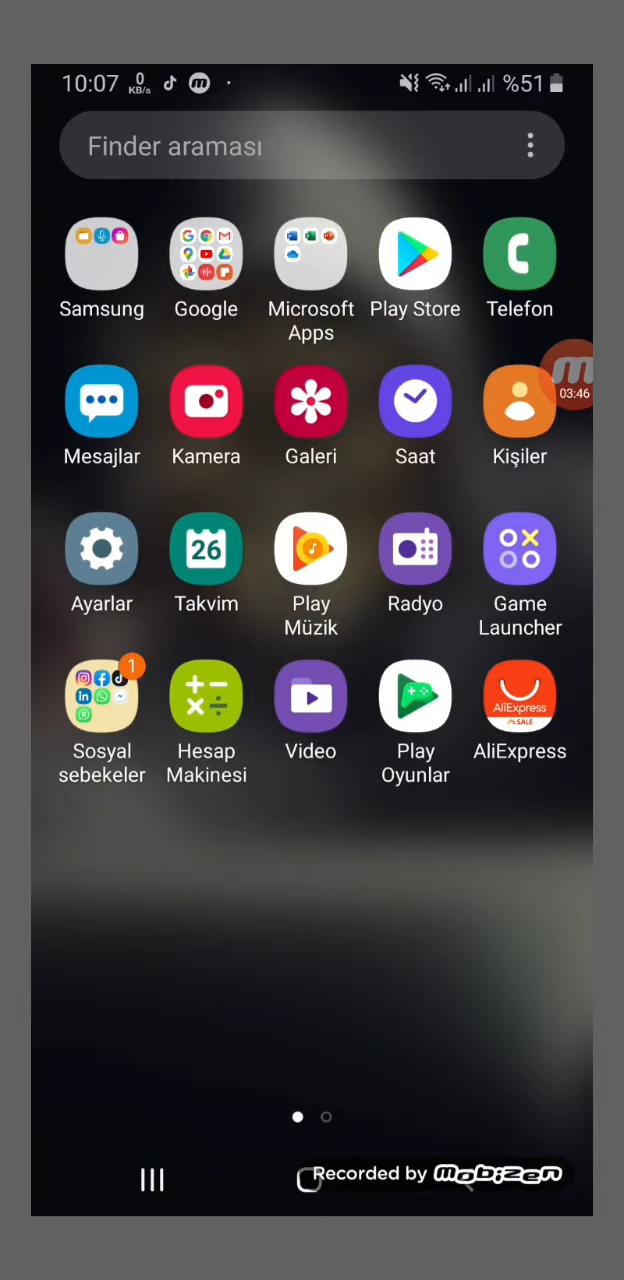 10:07 0 KB/s %51
Finder araması
Samsung Google Microsoft Apps Play Store Telefon
03:46
Mesajlar Kamera Galeri Saat Kişiler
26
Ayarlar Takvim Play Müzik Radyo Game Launcher
1
AliExpress
SALE
Sosyal sebekeler Hesap Makinesi Video Play Oyunlar AliExpress
Recorded by mobizen